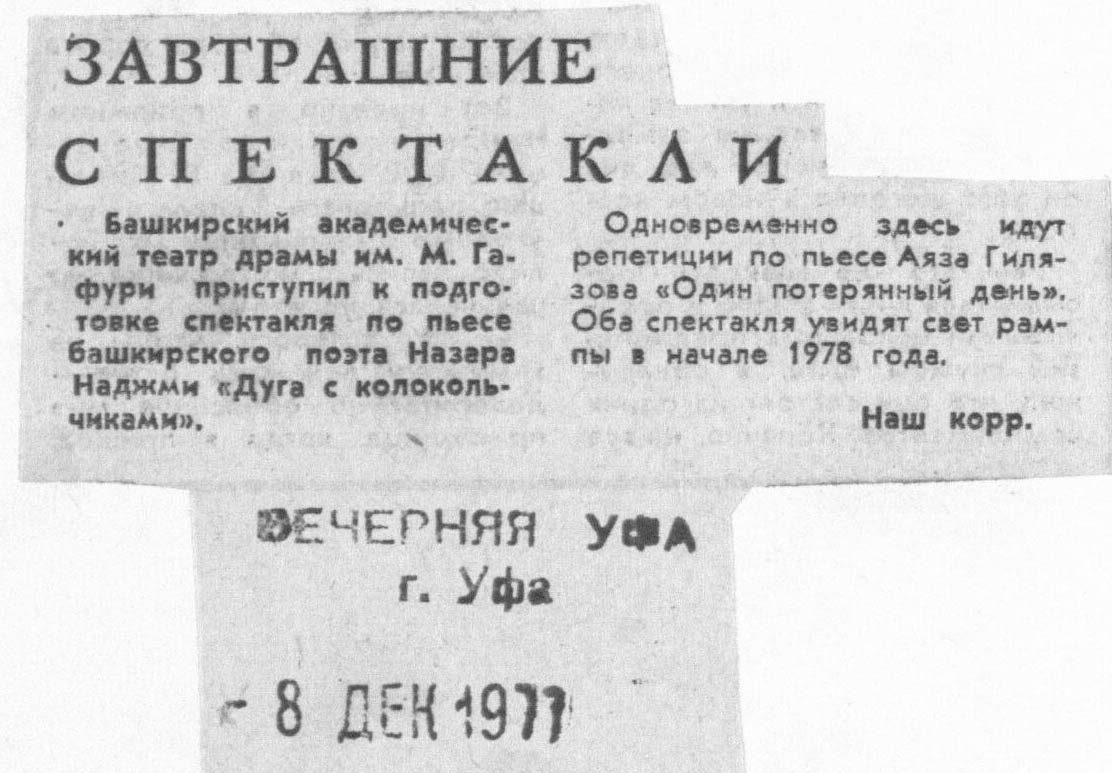 ЗАВТРАШНИЕ
СПЕКТАКЛИ
Башкирский академичес-
кий театр драмы им. М. Га-
фури приступил к подго-
товке спектакля по пьесе
башкирского поэта Назара
Наджми «Дуга с колоколь-
чиками».
Одновременно здесь идут
репетиции по пьесе Аяза Гиля-
зова «Один потерянный день».
Оба спектакля увидят свет рам-
пы в начале 1978 года.
Наш корр.
ВЕЧЕРНЯЯ УФА
г. Уфа
- 8 ДЕК 1977